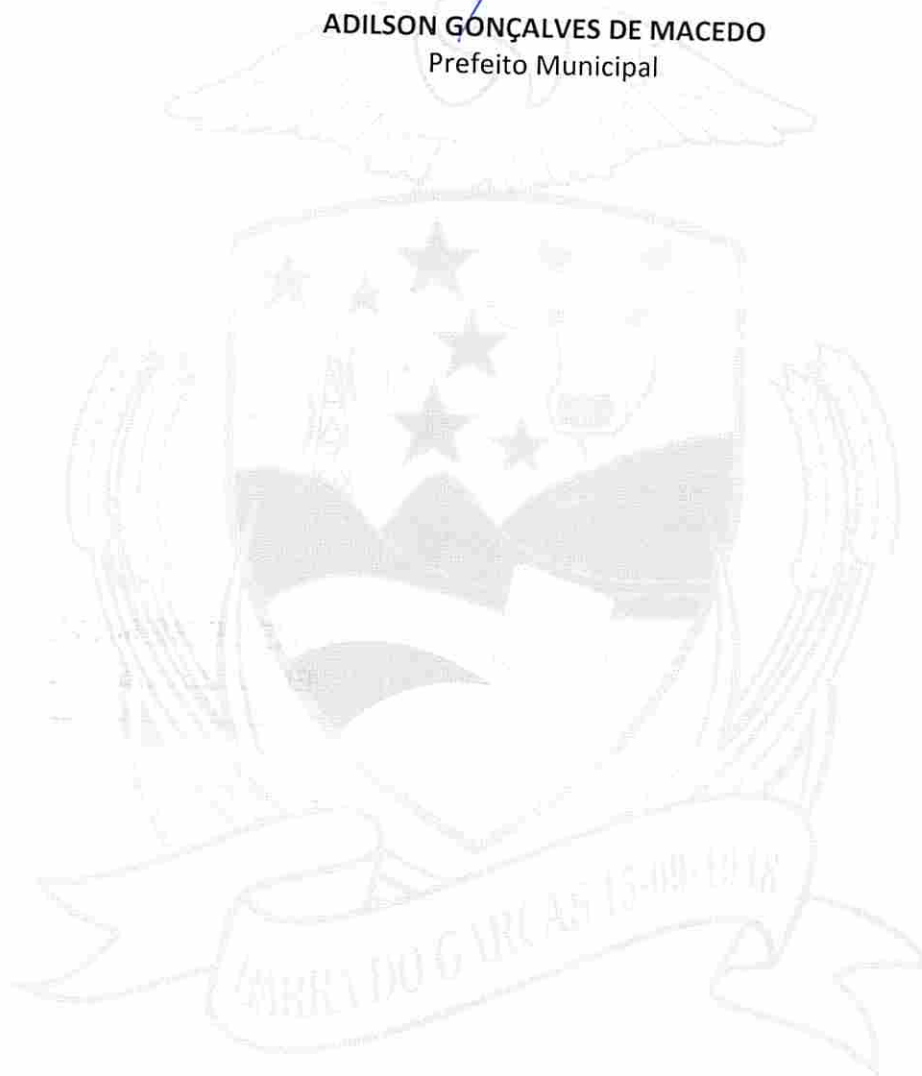 ADILSON GONÇALVES DE MACEDO
Prefeito Municipal
BARRA DO GARÇAS 15-09-1948